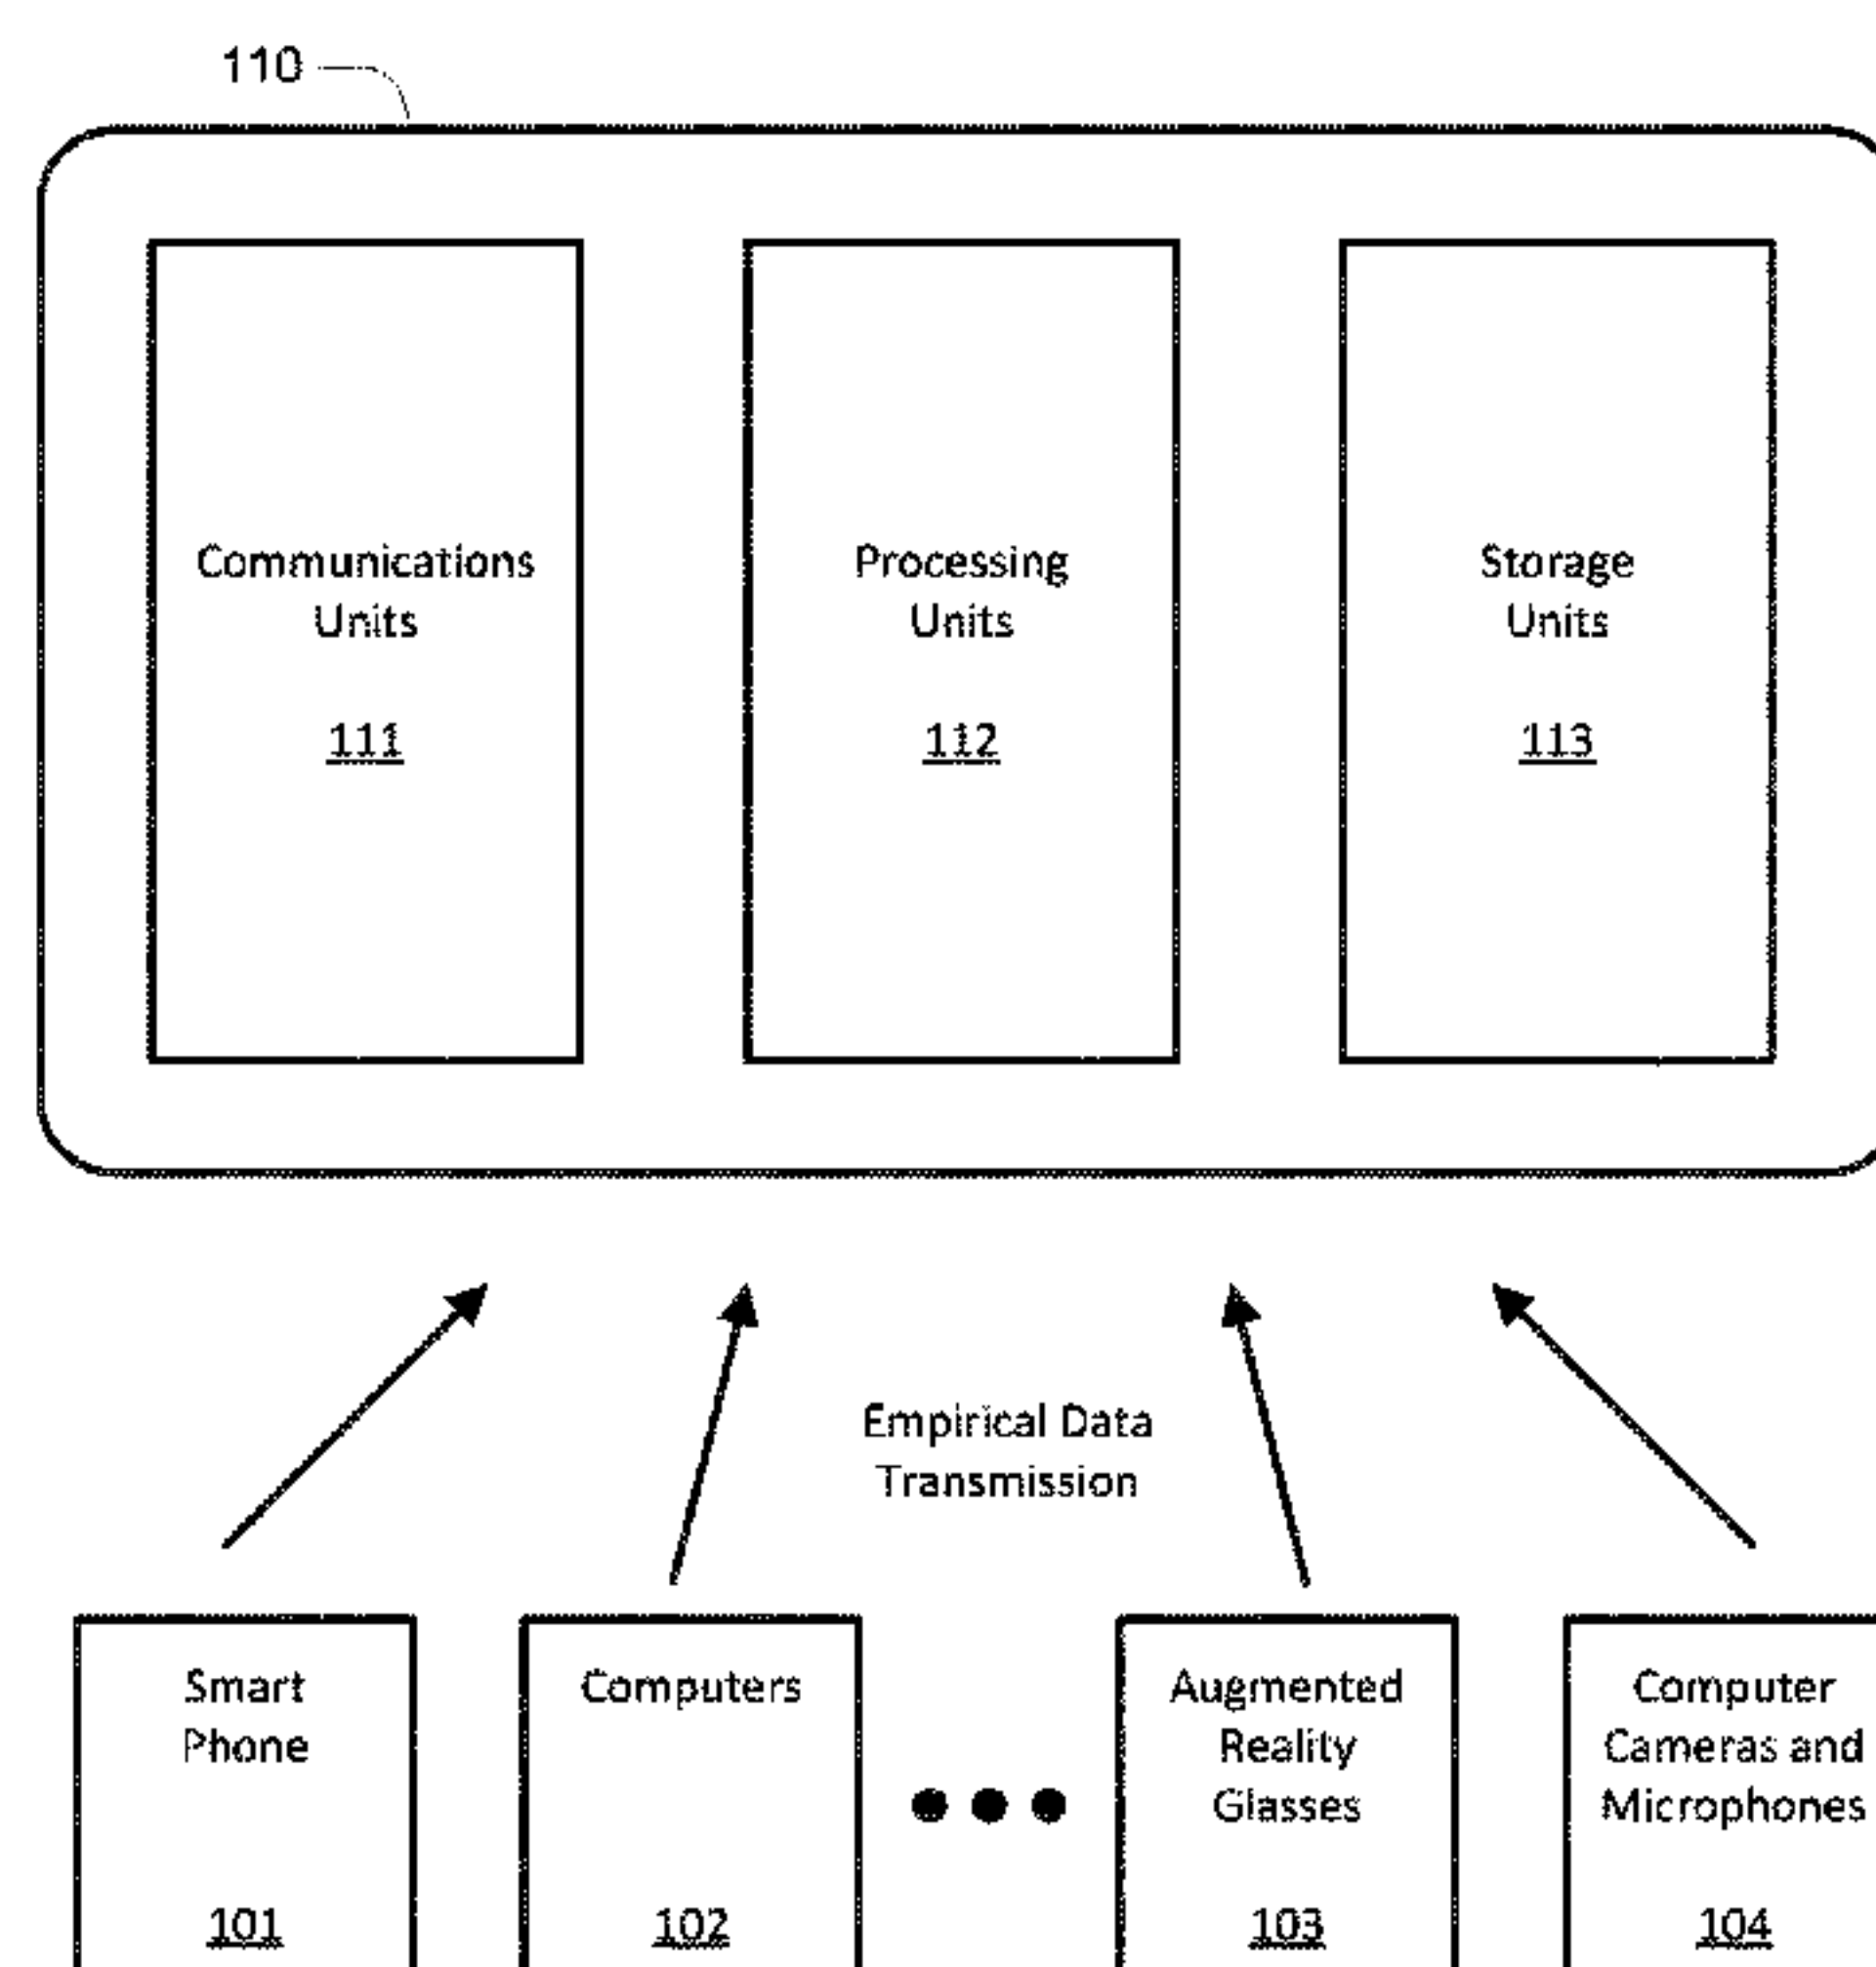 110
Communications
Units
111
Processing
Units
112
Storage
Units
113
Empirical Data
Transmission
Smart
Phone
101
Computers
102
Augmented
Reality
Glasses
103
Computer
Cameras and
Microphones
104